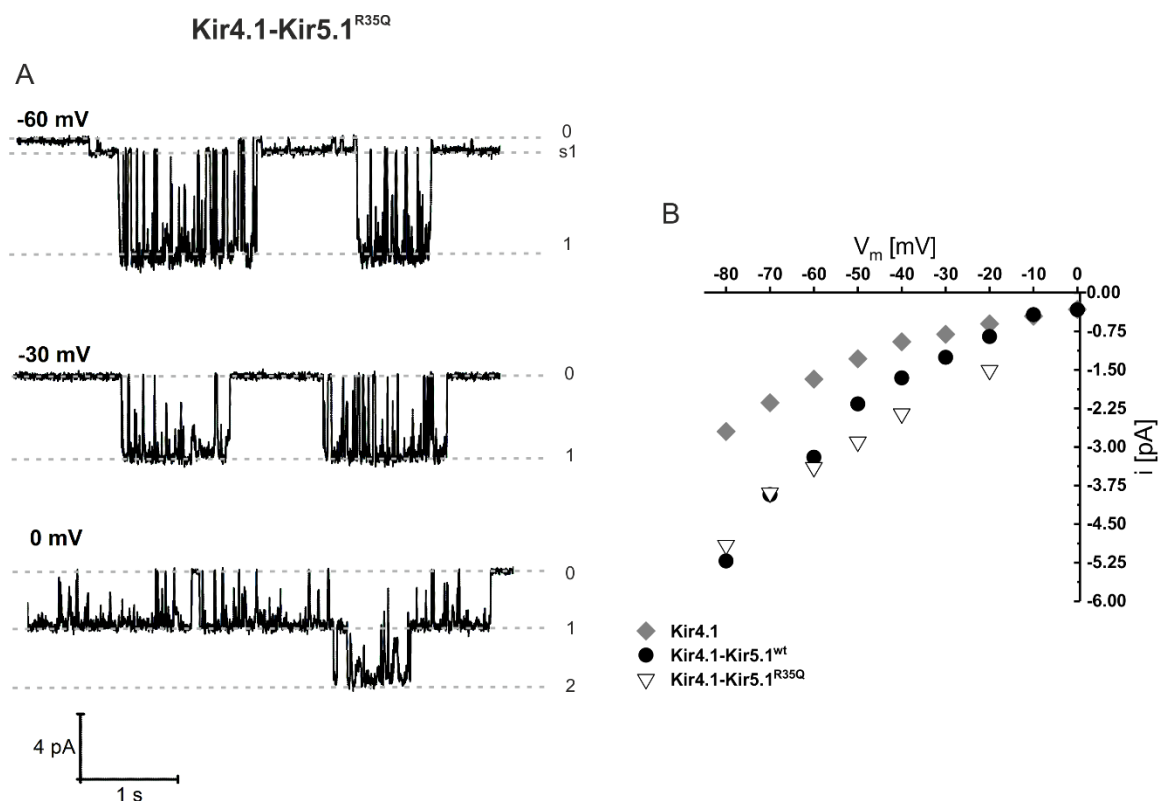 Kir4.1-Kir5.1R35Q
A
-60 mV
0
s1
1
-30 mV
0
1
0 mV
0
1
2
4 pA
1 s
B
Vm [mV]
-80 -70 -60 -50 -40 -30 -20 -10 0
0.00
-0.75
-1.50
-2.25
-3.00
-3.75
-4.50
-5.25
-6.00
i [pA]
Kir4.1
Kir4.1-Kir5.1wt
Kir4.1-Kir5.1R35Q